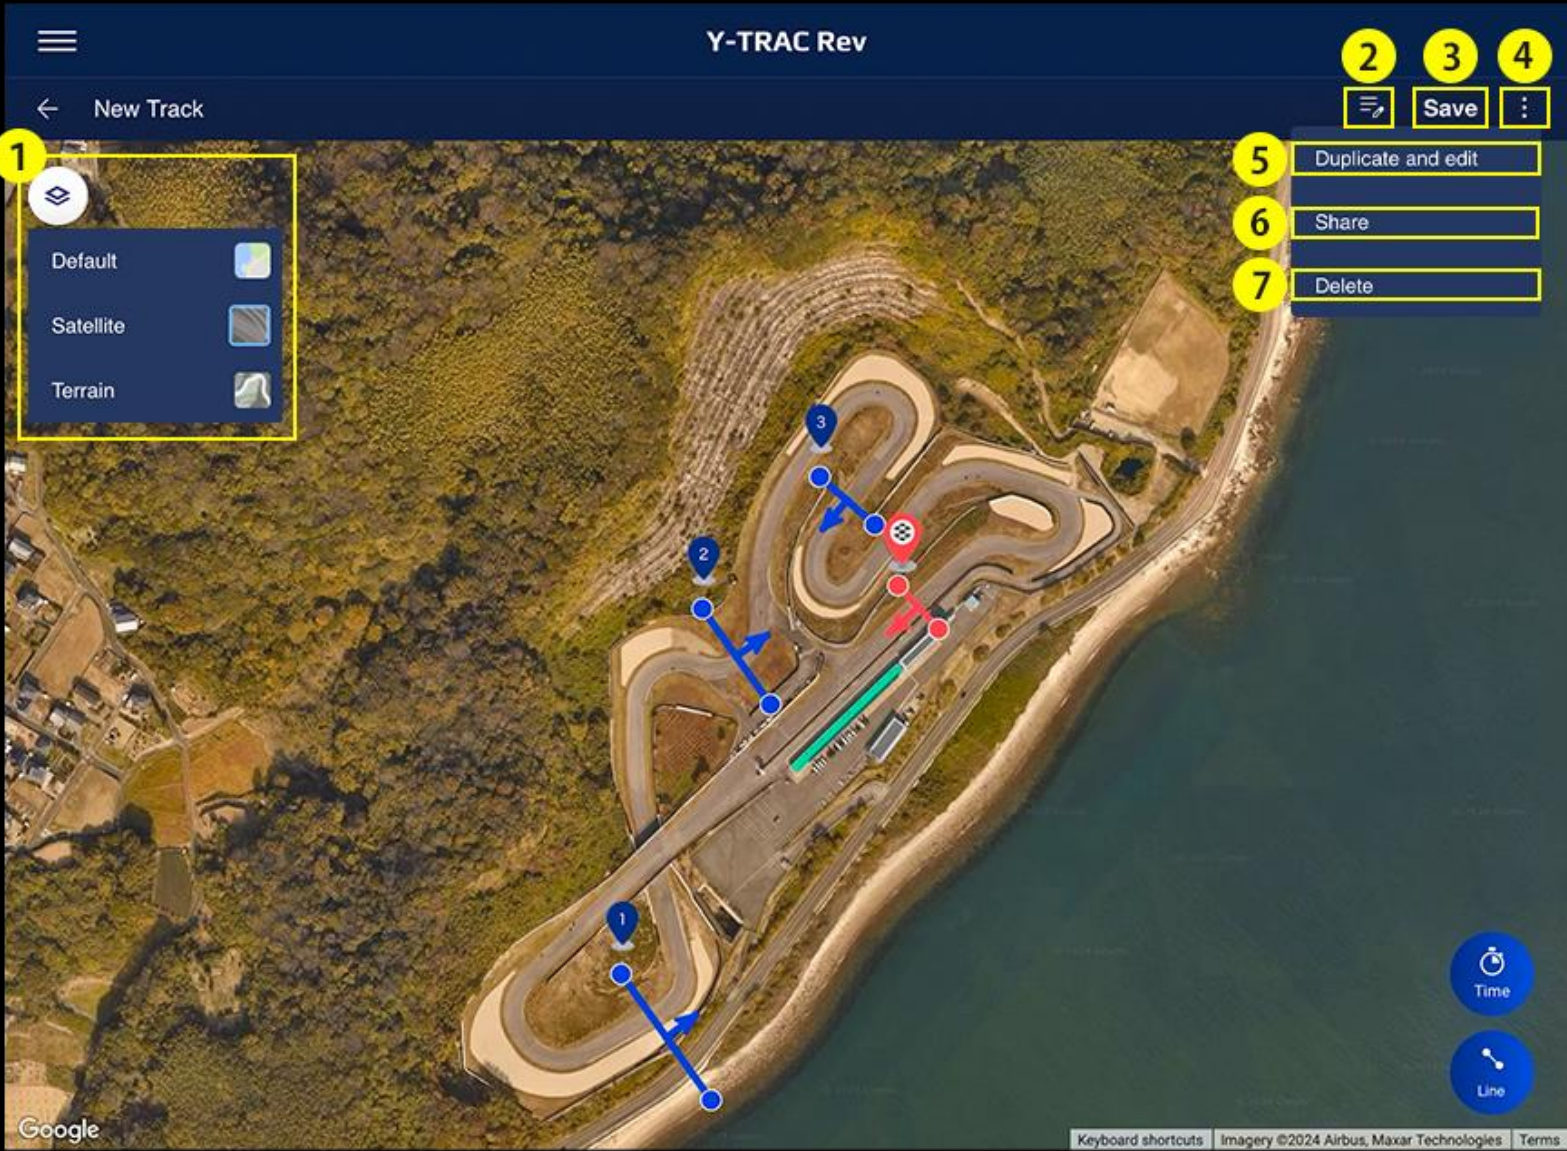 Y-TRAC Rev
2
3
4
New Track
Save
1
5
Duplicate and edit
6
Share
7
Delete
Default
Satellite
Terrain
3
2
1
Time
Line
Google
Keyboard shortcuts
Imagery ©2024 Airbus, Maxar Technologies
Terms